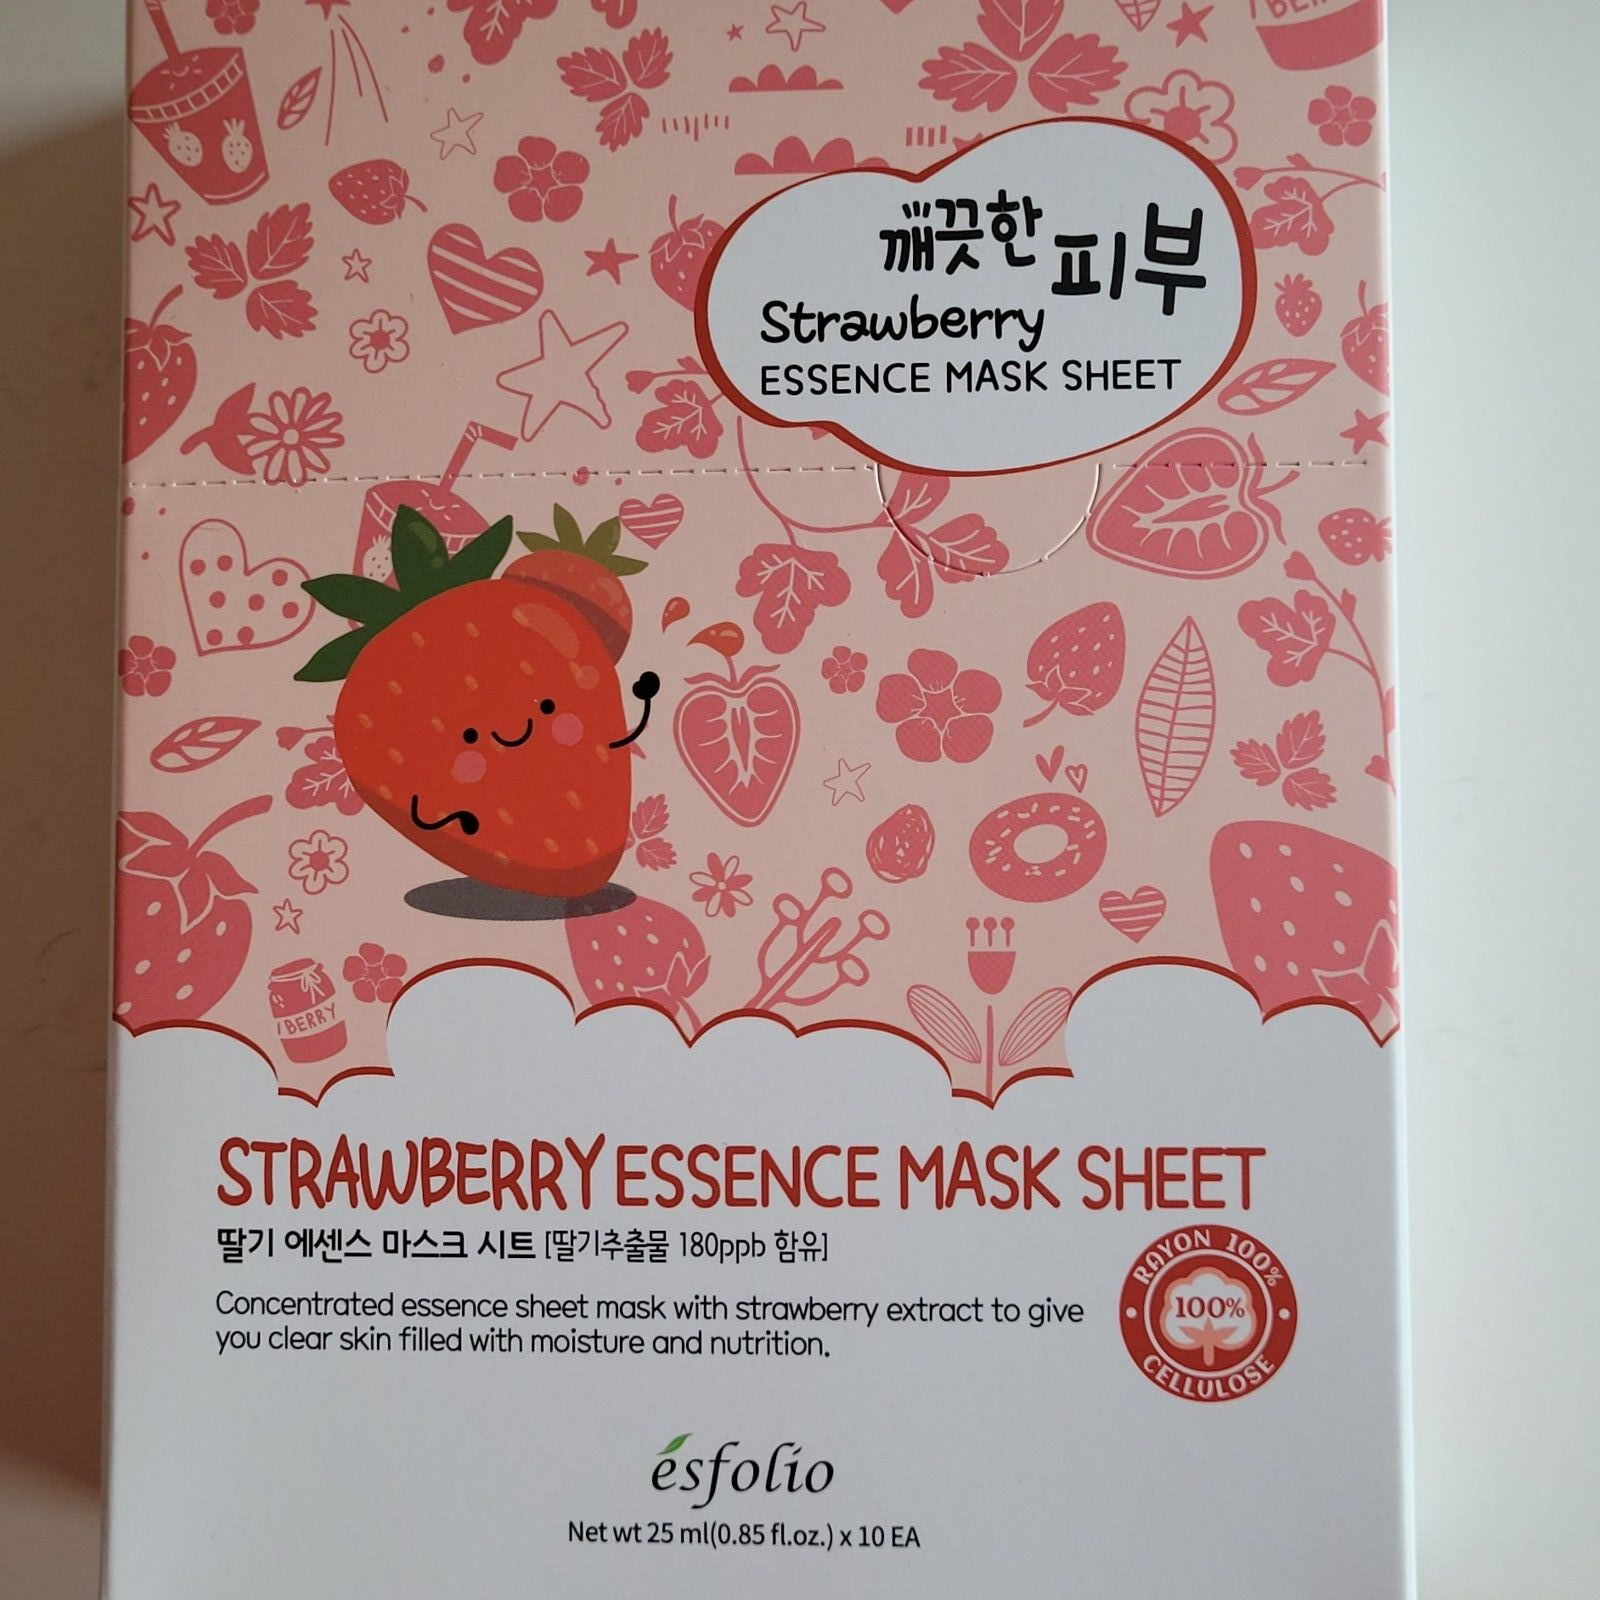 깨끗한 피부
Strawberry
ESSENCE MASK SHEET
BERRY
STRAWBERRY ESSENCE MASK SHEET
딸기 에센스 마스크 시트 [딸기추출물 180ppb 함유]
Concentrated essence sheet mask with strawberry extract to give
you clear skin filled with moisture and nutrition.
RAYON 100%
100%
CELLULOSE
ésfolio
Net wt 25 ml(0.85 fl.oz.) x 10 EA